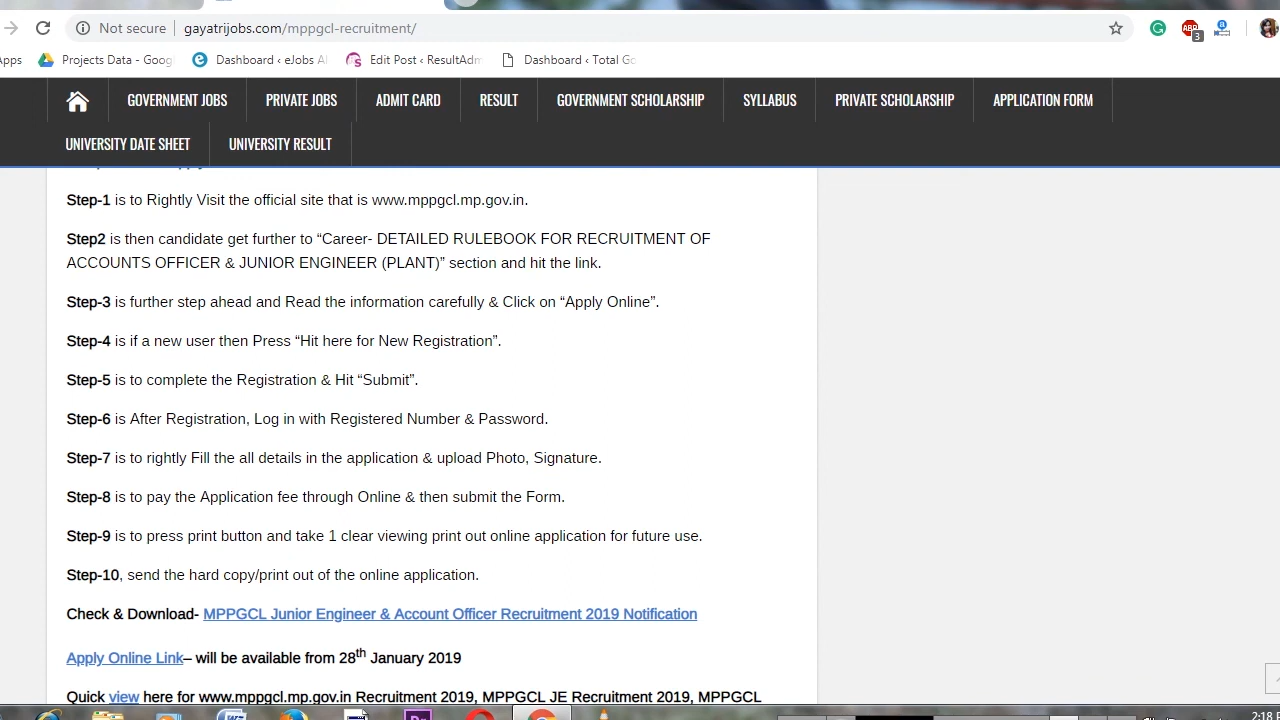 Not secure gayatrijobs.com/mppgcl-recruitment/
ABP 3
Apps Projects Data - Goog Dashboard ‹ eJobs Al Edit Post ‹ ResultAdm Dashboard ‹ Total Go
GOVERNMENT JOBS PRIVATE JOBS ADMIT CARD RESULT GOVERNMENT SCHOLARSHIP SYLLABUS PRIVATE SCHOLARSHIP APPLICATION FORM
UNIVERSITY DATE SHEET UNIVERSITY RESULT
Step-1 is to Rightly Visit the official site that is www.mppgcl.mp.gov.in.
Step2 is then candidate get further to “Career- DETAILED RULEBOOK FOR RECRUITMENT OF
ACCOUNTS OFFICER & JUNIOR ENGINEER (PLANT)” section and hit the link.
Step-3 is further step ahead and Read the information carefully & Click on “Apply Online”.
Step-4 is if a new user then Press “Hit here for New Registration”.
Step-5 is to complete the Registration & Hit “Submit”.
Step-6 is After Registration, Log in with Registered Number & Password.
Step-7 is to rightly Fill the all details in the application & upload Photo, Signature.
Step-8 is to pay the Application fee through Online & then submit the Form.
Step-9 is to press print button and take 1 clear viewing print out online application for future use.
Step-10, send the hard copy/print out of the online application.
Check & Download- MPPGCL Junior Engineer & Account Officer Recruitment 2019 Notification
Apply Online Link– will be available from 28th January 2019
Quick view here for www.mppgcl.mp.gov.in Recruitment 2019, MPPGCL JE Recruitment 2019, MPPGCL
2:18